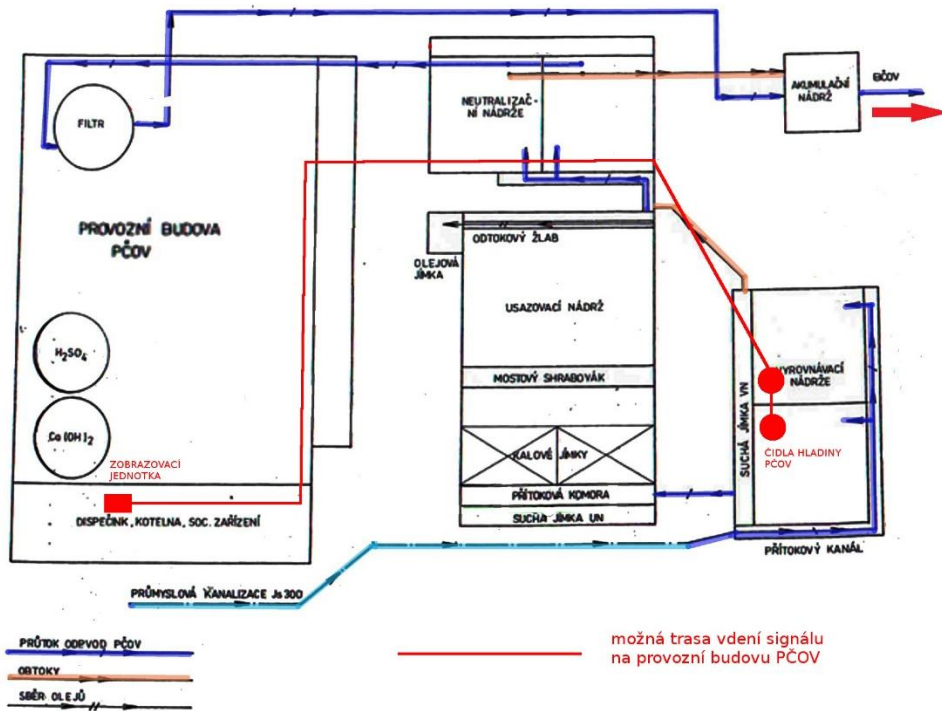 FILTR
NEUTRALIZAČ-
NÍ NÁDRŽE
AKUMULAČNÍ
NÁDRŽ
BČOV
PROVOZNÍ BUDOVA
PČOV
ODTOKOVÝ ŽLAB
OLEJOVÁ
JÍMKA
USAZOVACÍ NÁDRŽ
H₂SO₄
MOSTOVÝ SHRABOVÁK
VYROVNÁVACÍ
NÁDRŽE
SUCHÁ JÍMKA VN
Ca(OH)₂
KALOVÉ JÍMKY
ČIDLA HLADINY
PČOV
ZOBRAZOVACÍ
JEDNOTKA
PŘÍTOKOVÁ KOMORA
SUCHÁ JÍMKA UN
DISPEČINK, KOTELNA, SOC. ZAŘÍZENÍ
PŘÍTOKOVÝ KANÁL
PRŮMYSLOVÁ KANALIZACE Js 300
PRŮTOK ODPVOD PČOV
OBTOKY
SBĚR OLEJŮ
možná trasa vdení signálu
na provozní budovu PČOV